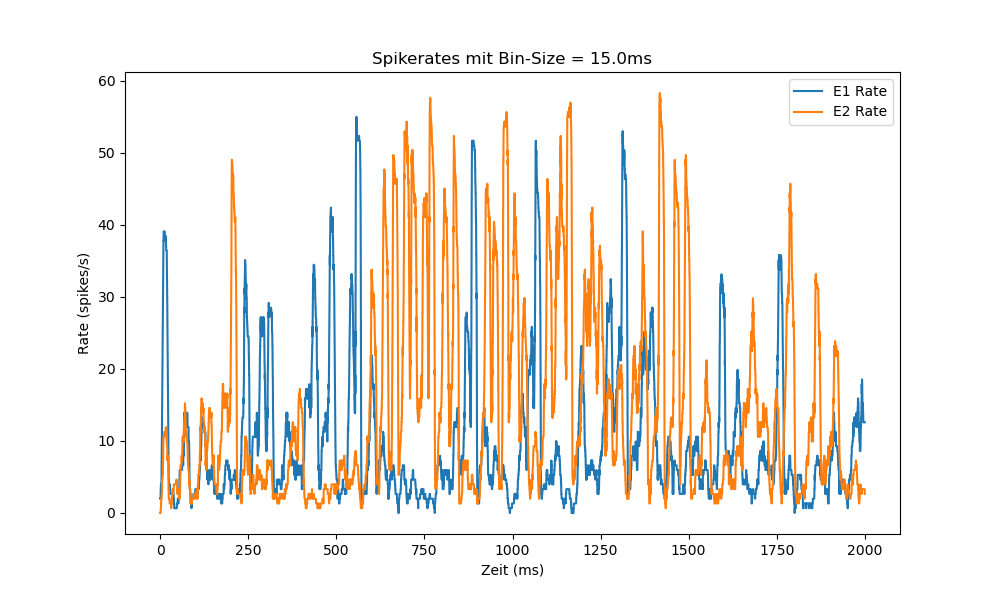 Spikerates mit Bin-Size = 15.0ms
E1 Rate
E2 Rate
60
50
40
30
20
10
0
Rate (spikes/s)
0 250 500 750 1000 1250 1500 1750 2000
Zeit (ms)